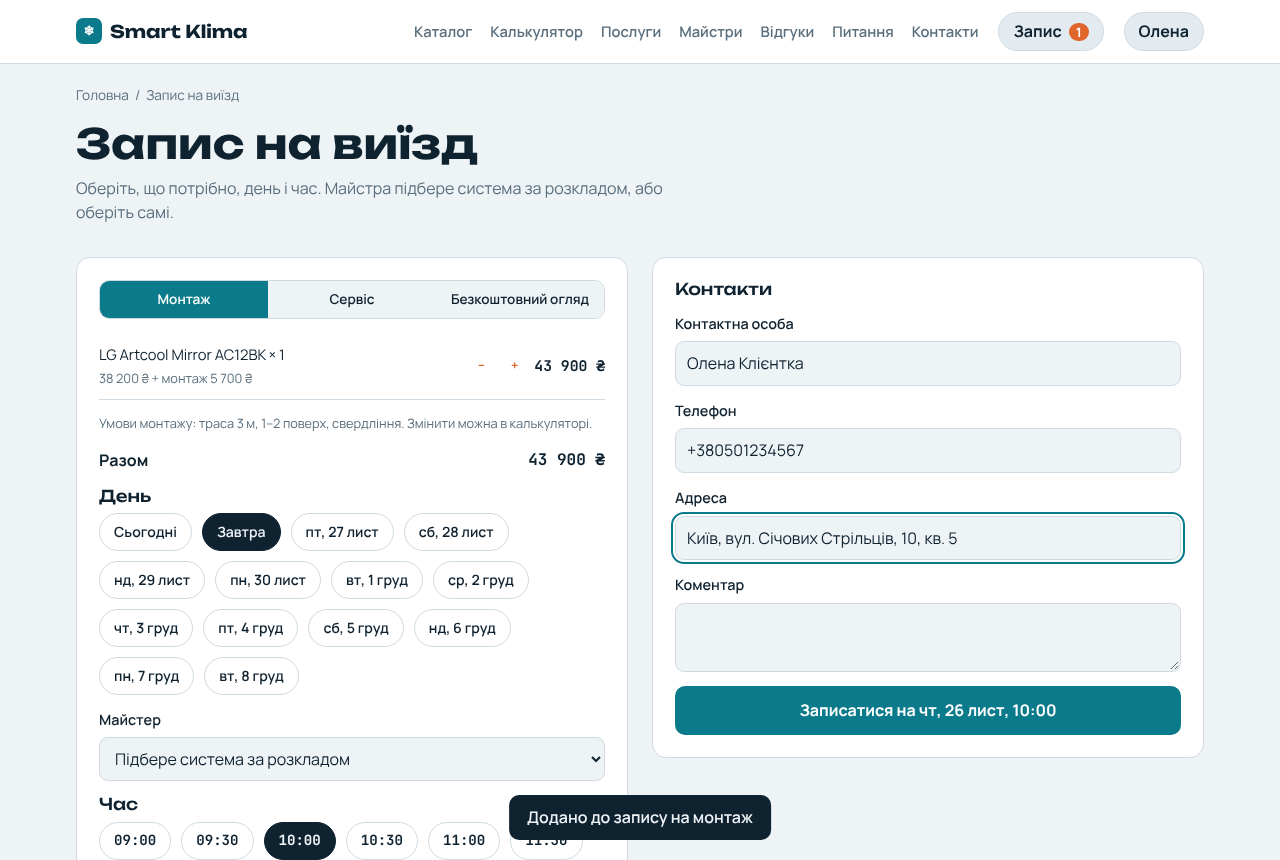 Smart Klima
Каталог Калькулятор Послуги Майстри Відгуки Питання Контакти Запис 1 Олена
Головна / Запис на виїзд
Запис на виїзд
Оберіть, що потрібно, день і час. Майстра підбере система за розкладом, або
оберіть самі.
Монтаж Сервіс Безкоштовний огляд
LG Artcool Mirror AC12BK × 1
38 200 ₴ + монтаж 5 700 ₴
− + 43 900 ₴
Умови монтажу: траса 3 м, 1–2 поверх, свердління. Змінити можна в калькуляторі.
Разом 43 900 ₴
День
Сьогодні Завтра пт, 27 лист сб, 28 лист
нд, 29 лист пн, 30 лист вт, 1 груд ср, 2 груд
чт, 3 груд пт, 4 груд сб, 5 груд нд, 6 груд
пн, 7 груд вт, 8 груд
Майстер
Підбере система за розкладом
Час
09:00 09:30 10:00 10:30 11:00 11:30
Контакти
Контактна особа
Олена Клієнтка
Телефон
+380501234567
Адреса
Київ, вул. Січових Стрільців, 10, кв. 5
Коментар
Записатися на чт, 26 лист, 10:00
Додано до запису на монтаж